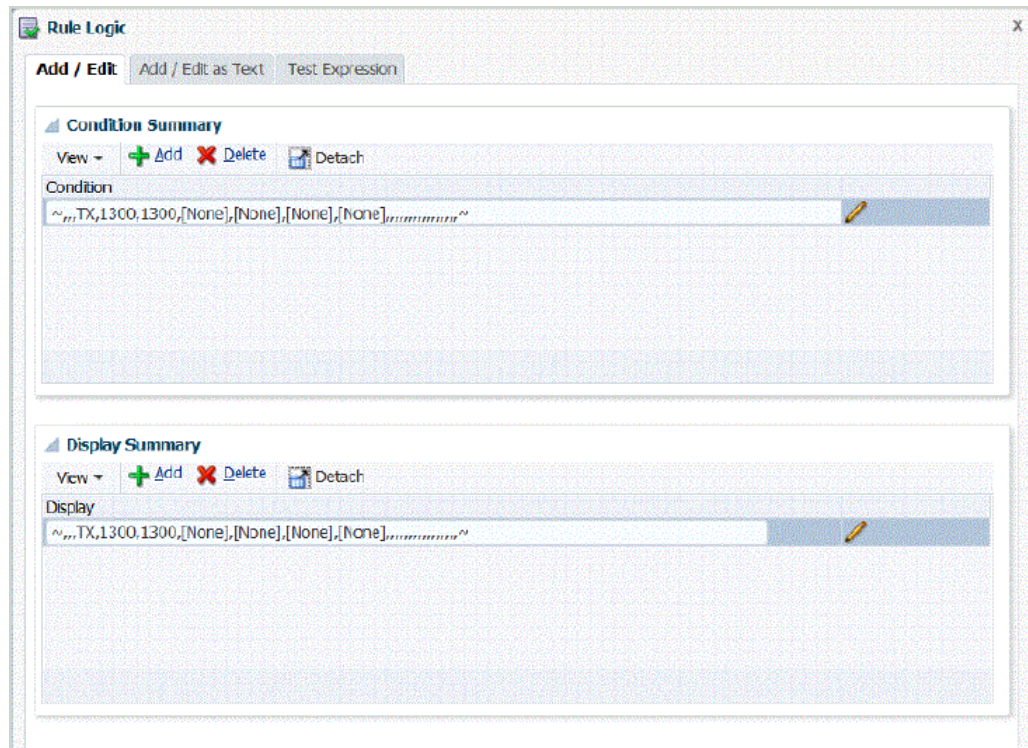 Rule Logic x
Add / Edit Add / Edit as Text Test Expression
Condition Summary
View Add Delete Detach
Condition
~,,,TX,1300,1300,[None],[None],[None],[None],,,,,,,,,,,,,,,,,~
Display Summary
View Add Delete Detach
Display
~,,,TX,1300,1300,[None],[None],[None],[None],,,,,,,,,,,,,,,,,~